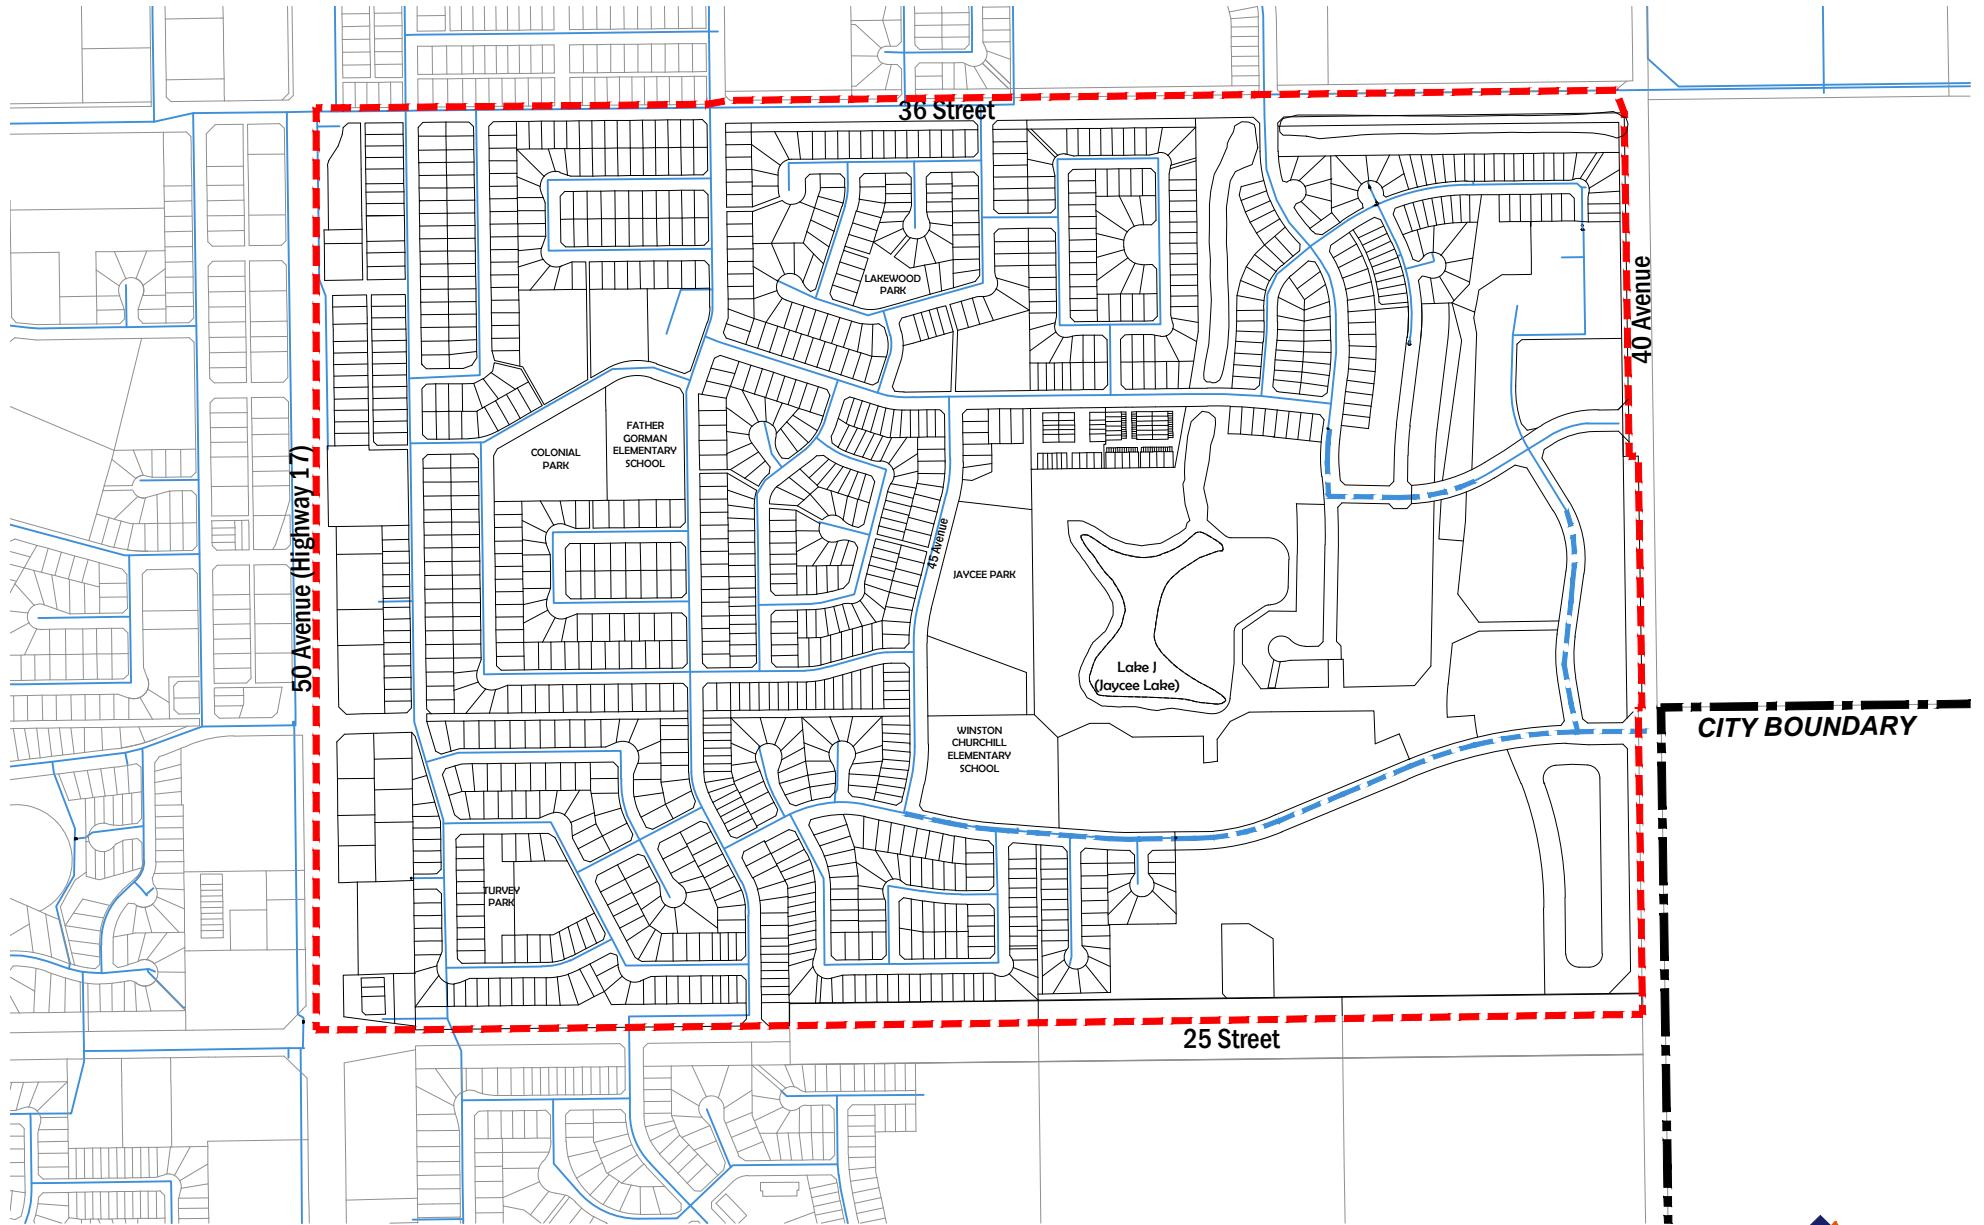 36 Street
LAKEWOOD
PARK
40 Avenue
FATHER
GORMAN
ELEMENTARY
SCHOOL
COLONIAL
PARK
50 Avenue (Highway 17)
45 Avenue
JAYCEE PARK
Lake J
(Jaycee Lake)
WINSTON
CHURCHILL
ELEMENTARY
SCHOOL
CITY BOUNDARY
TURVEY
PARK
25 Street